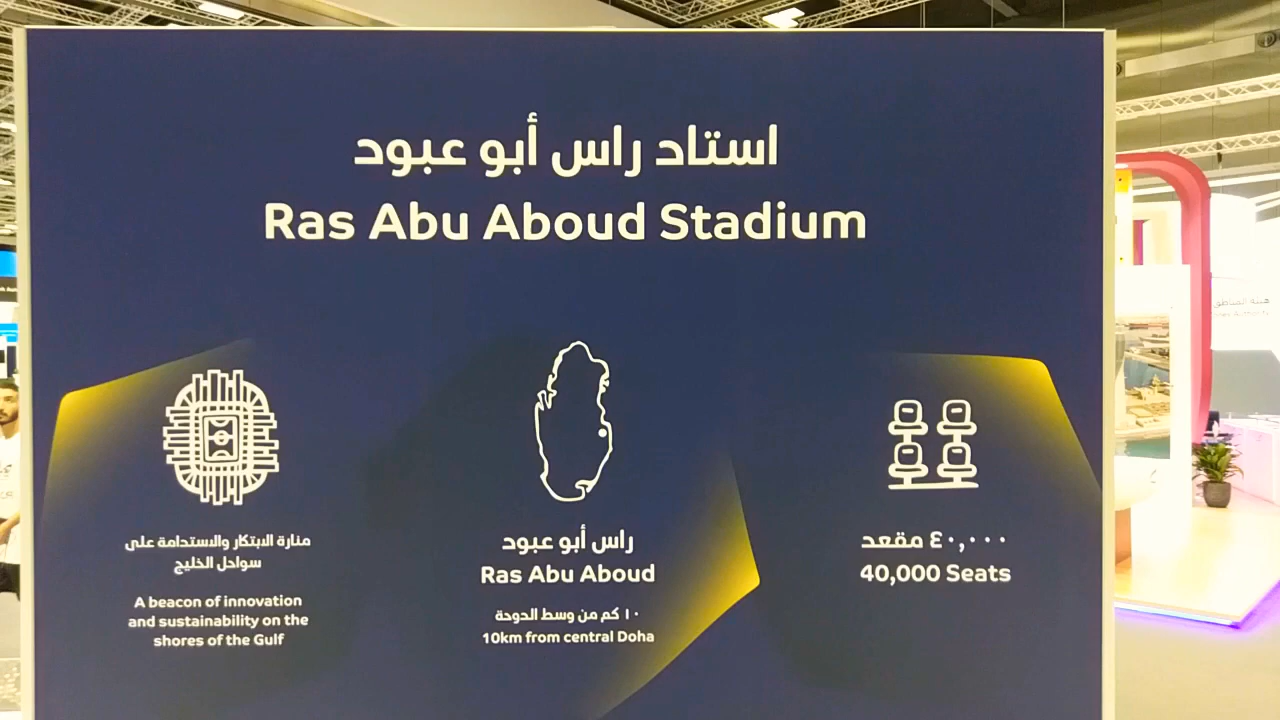 استاد راس أبو عبود
Ras Abu Aboud Stadium
منارة الابتكار والاستدامة على
سواحل الخليج
A beacon of innovation
and sustainability on the
shores of the Gulf
راس أبو عبود
Ras Abu Aboud
١٠ كم من وسط الدوحة
10km from central Doha
٤٠,٠٠٠ مقعد
40,000 Seats
هيئة المناطق